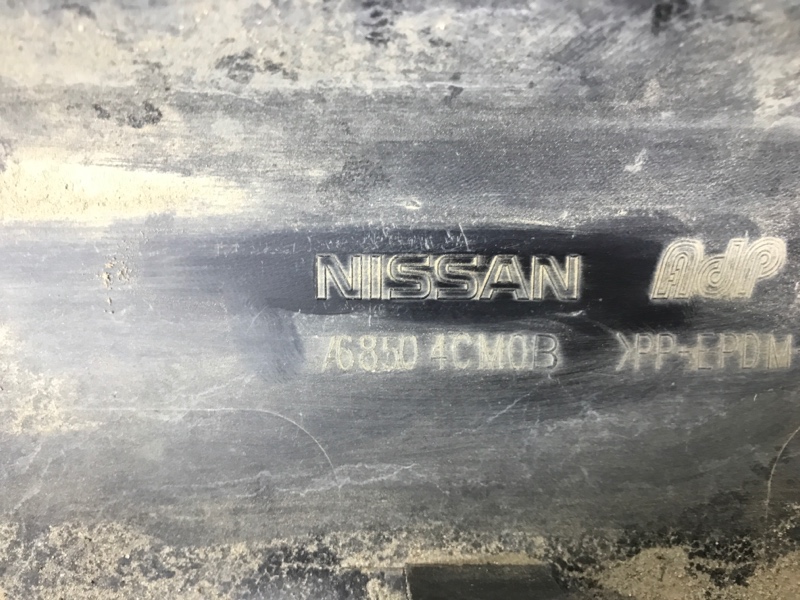 NISSAN AdP
76850 4CM0B >PP-EPDM